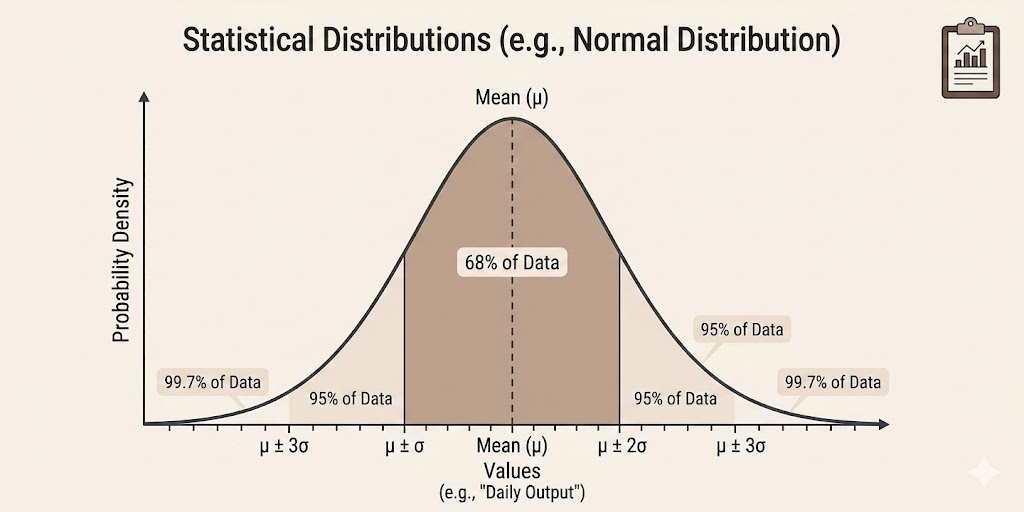 Statistical Distributions (e.g., Normal Distribution)
Mean (μ)
Probability Density
68% of Data
95% of Data
99.7% of Data
95% of Data
95% of Data
99.7% of Data
μ ± 3σ
μ ± σ
Mean (μ)
μ ± 2σ
μ ± 3σ
Values
(e.g., "Daily Output")